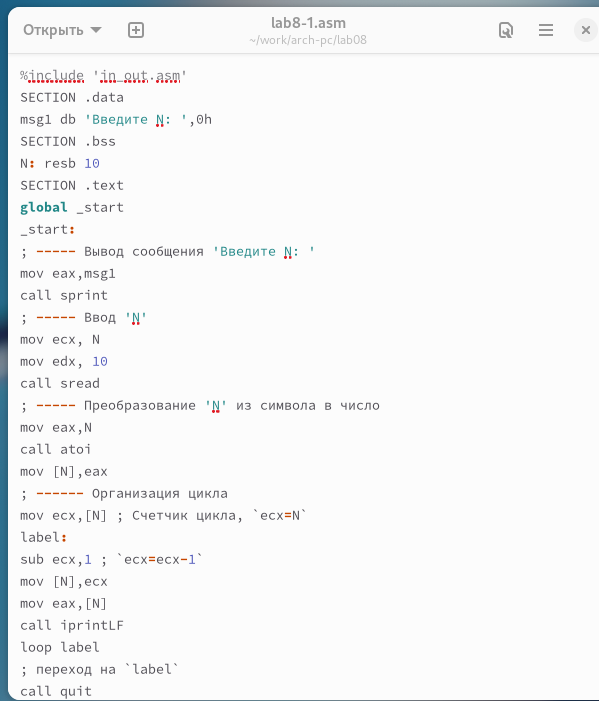 Открыть
lab8-1.asm
~/work/arch-pc/lab08
%include 'in_out.asm'
SECTION .data
msg1 db 'Введите N: ',0h
SECTION .bss
N: resb 10
SECTION .text
global _start
_start:
; ----- Вывод сообщения 'Введите N: '
mov eax,msg1
call sprint
; ----- Ввод 'N'
mov ecx, N
mov edx, 10
call sread
; ----- Преобразование 'N' из символа в число
mov eax,N
call atoi
mov [N],eax
; ------ Организация цикла
mov ecx,[N] ; Счетчик цикла, `ecx=N`
label:
sub ecx,1 ; `ecx=ecx-1`
mov [N],ecx
mov eax,[N]
call iprintLF
loop label
; переход на `label`
call quit